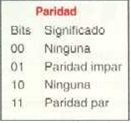 Paridad
Bits Significado
00 Ninguna
01 Paridad impar
10 Ninguna
11 Paridad par